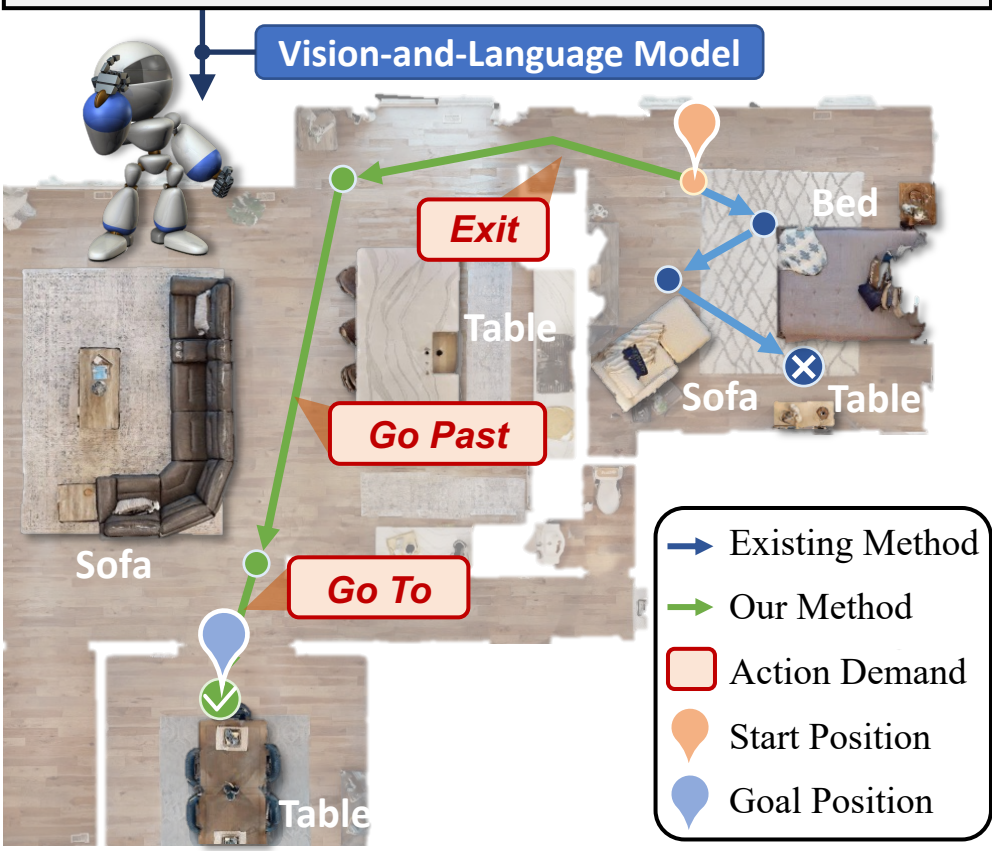 Vision-and-Language Model
Bed
Exit
Table
Sofa
Table
Go Past
Sofa
Go To
Table
Existing Method
Our Method
Action Demand
Start Position
Goal Position